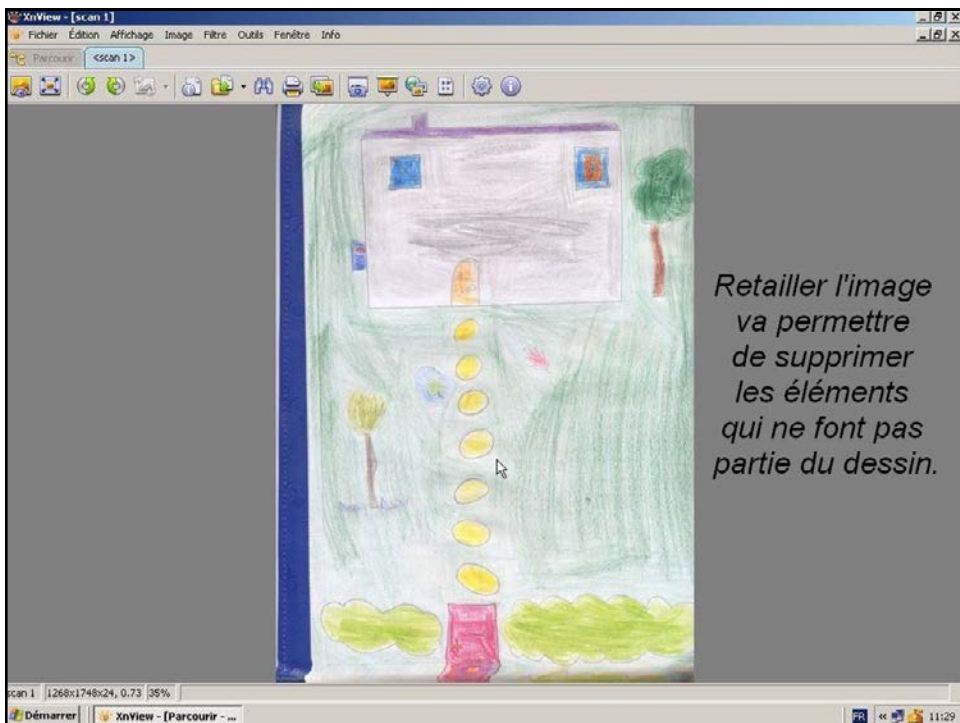 XnView - [scan 1]
Fichier Édition Affichage Image Filtre Outils Fenêtre Info
Parcourir <scan 1>
Retailler l'image
va permettre
de supprimer
les éléments
qui ne font pas
partie du dessin.
scan 1 1268x1748x24, 0.73 35%
Démarrer XnView - [Parcourir - ... FR « 11:29